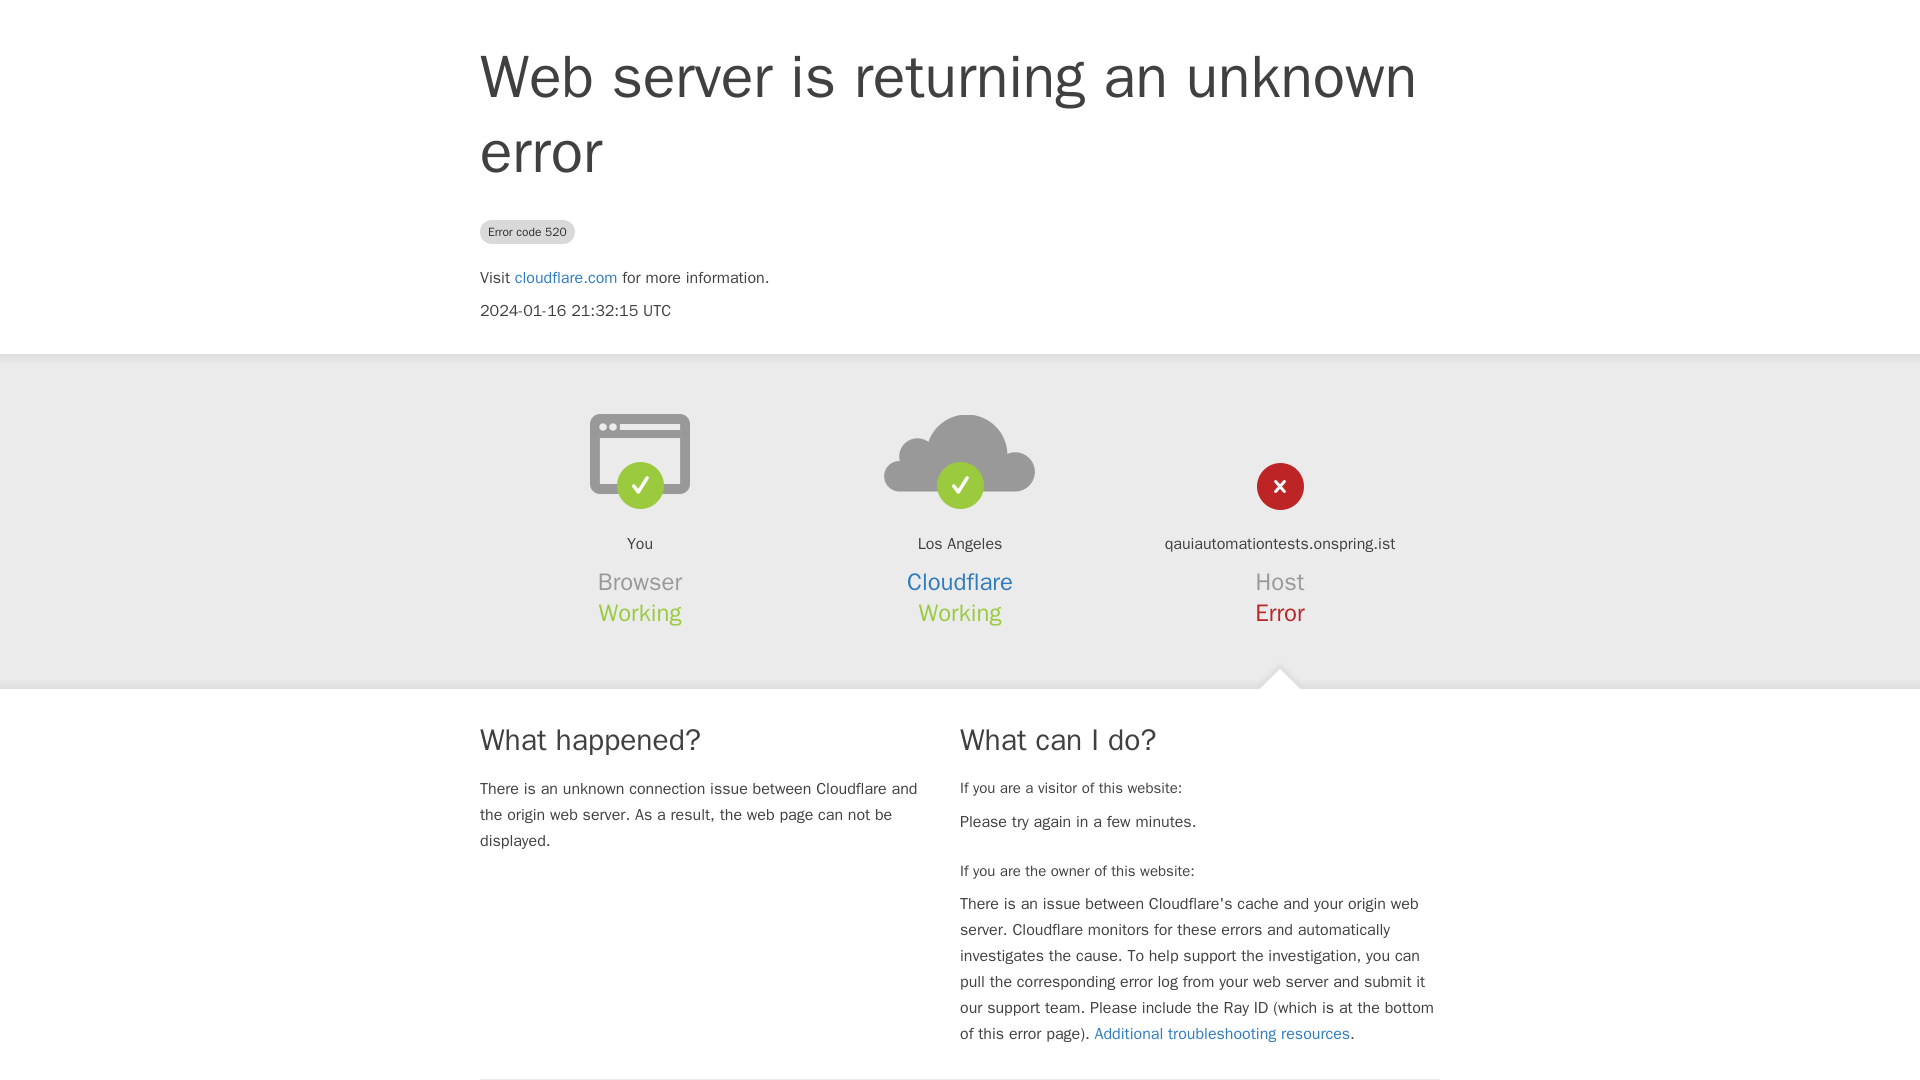 Web server is returning an unknown
error
Error code 520
Visit cloudflare.com for more information.
2024-01-16 21:32:15 UTC
You
Browser
Working
Los Angeles
Cloudflare
Working
qauiautomationtests.onspring.ist
Host
Error
What happened?
There is an unknown connection issue between Cloudflare and
the origin web server. As a result, the web page can not be
displayed.
What can I do?
If you are a visitor of this website:
Please try again in a few minutes.
If you are the owner of this website:
There is an issue between Cloudflare's cache and your origin web
server. Cloudflare monitors for these errors and automatically
investigates the cause. To help support the investigation, you can
pull the corresponding error log from your web server and submit it
our support team. Please include the Ray ID (which is at the bottom
of this error page). Additional troubleshooting resources.